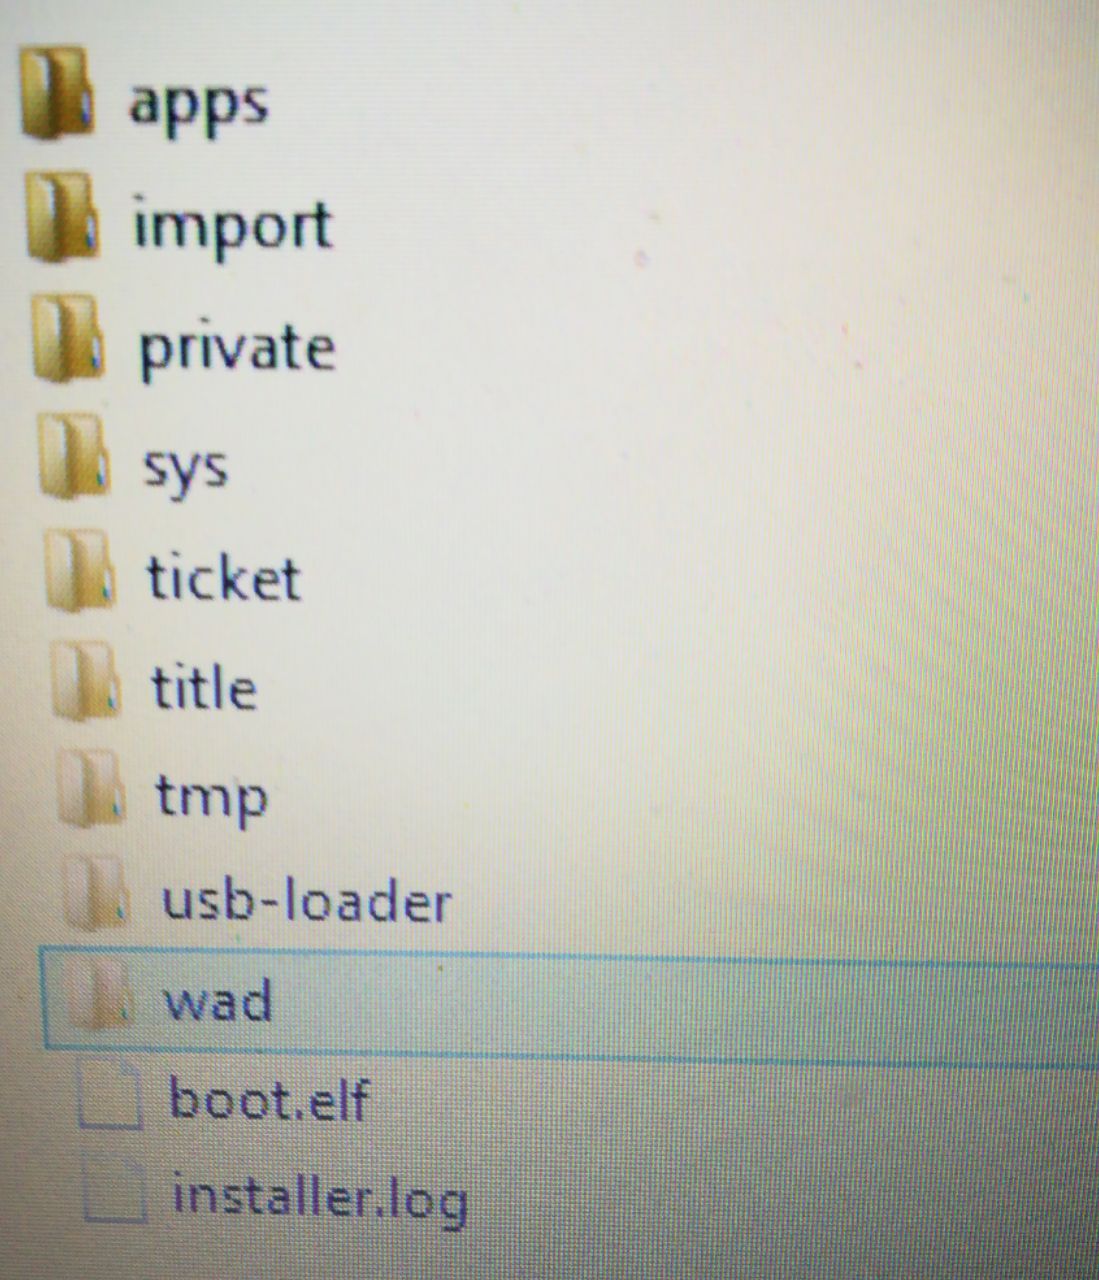 apps
import
private
sys
ticket
title
tmp
usb-loader
wad
boot.elf
installer.log